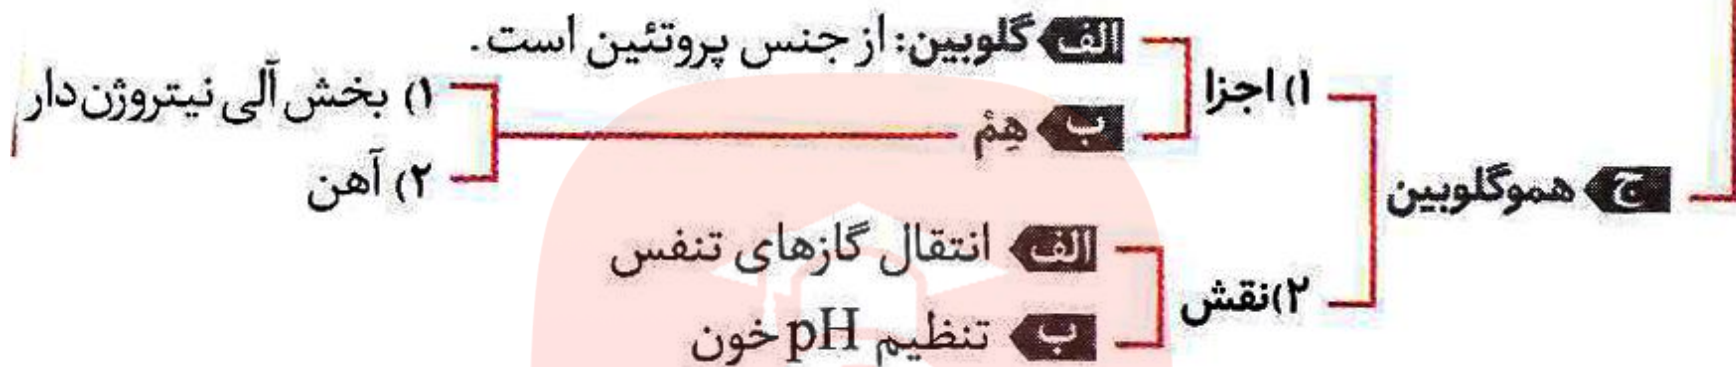 ج هموگلوبین
۱) اجزا
الف گلوبین: از جنس پروتئین است.
ب هِمْ
۱) بخش آلی نیتروژن‌دار
۲) آهن
۲)نقش
الف انتقال گازهای تنفس
ب تنظیم pH خون